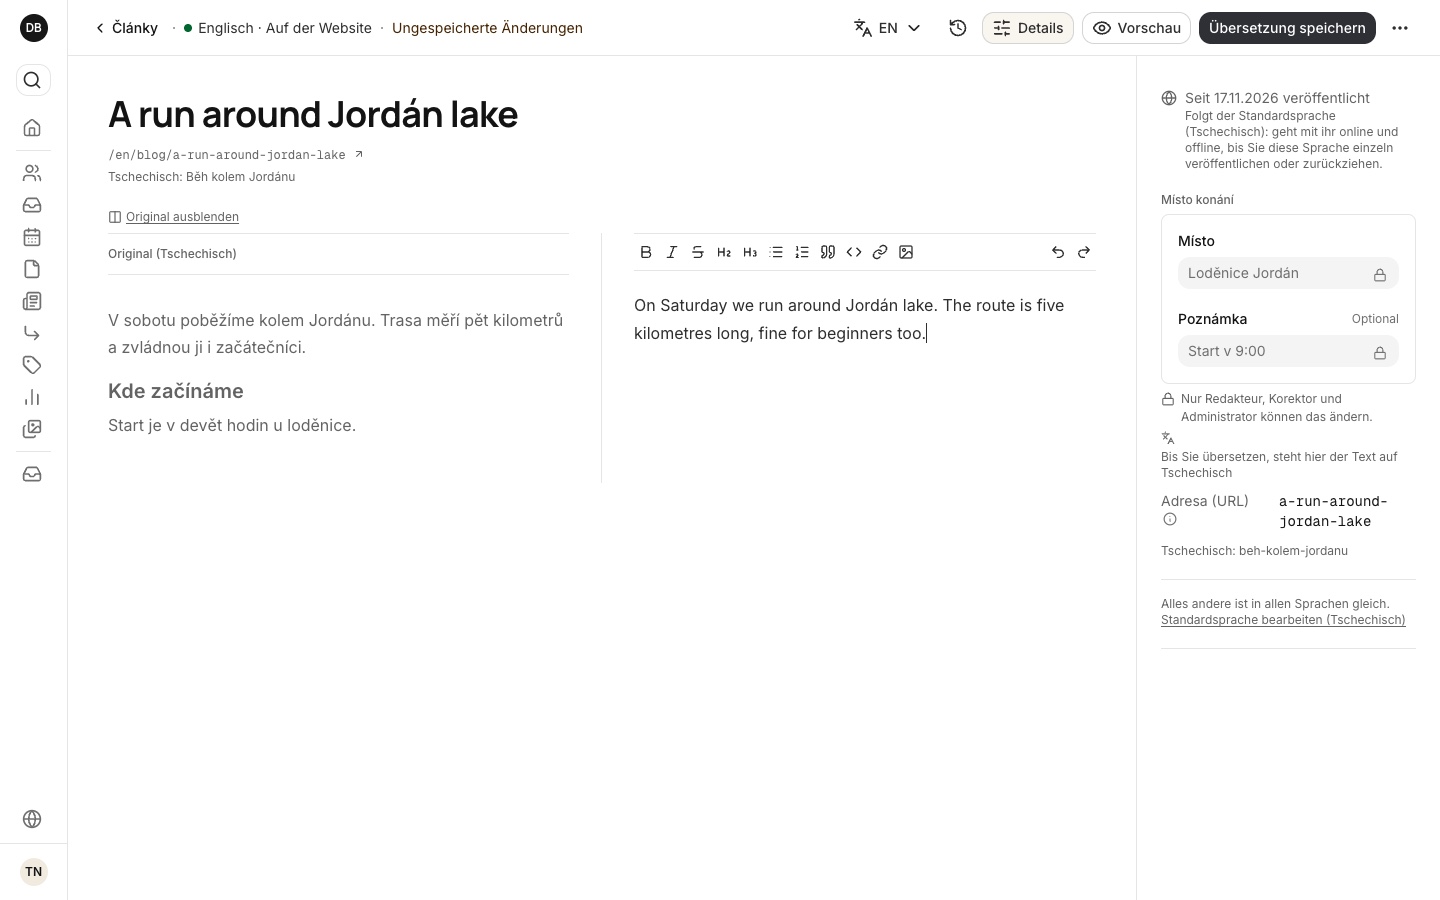 DB
Články · Englisch · Auf der Website · Ungespeicherte Änderungen
EN
Details
Vorschau
Übersetzung speichern
A run around Jordán lake
/en/blog/a-run-around-jordan-lake
Tschechisch: Běh kolem Jordánu
Original ausblenden
Original (Tschechisch)
V sobotu poběžíme kolem Jordánu. Trasa měří pět kilometrů
a zvládnou ji i začátečníci.
Kde začínáme
Start je v devět hodin u loděnice.
B I S H2 H3
On Saturday we run around Jordán lake. The route is five
kilometres long, fine for beginners too.
Seit 17.11.2026 veröffentlicht
Folgt der Standardsprache
(Tschechisch): geht mit ihr online und
offline, bis Sie diese Sprache einzeln
veröffentlichen oder zurückziehen.
Místo konání
Místo
Loděnice Jordán
Poznámka Optional
Start v 9:00
Nur Redakteur, Korektor und
Administrator können das ändern.
Bis Sie übersetzen, steht hier der Text auf
Tschechisch
Adresa (URL)
a-run-around-
jordan-lake
Tschechisch: beh-kolem-jordanu
Alles andere ist in allen Sprachen gleich.
Standardsprache bearbeiten (Tschechisch)
TN